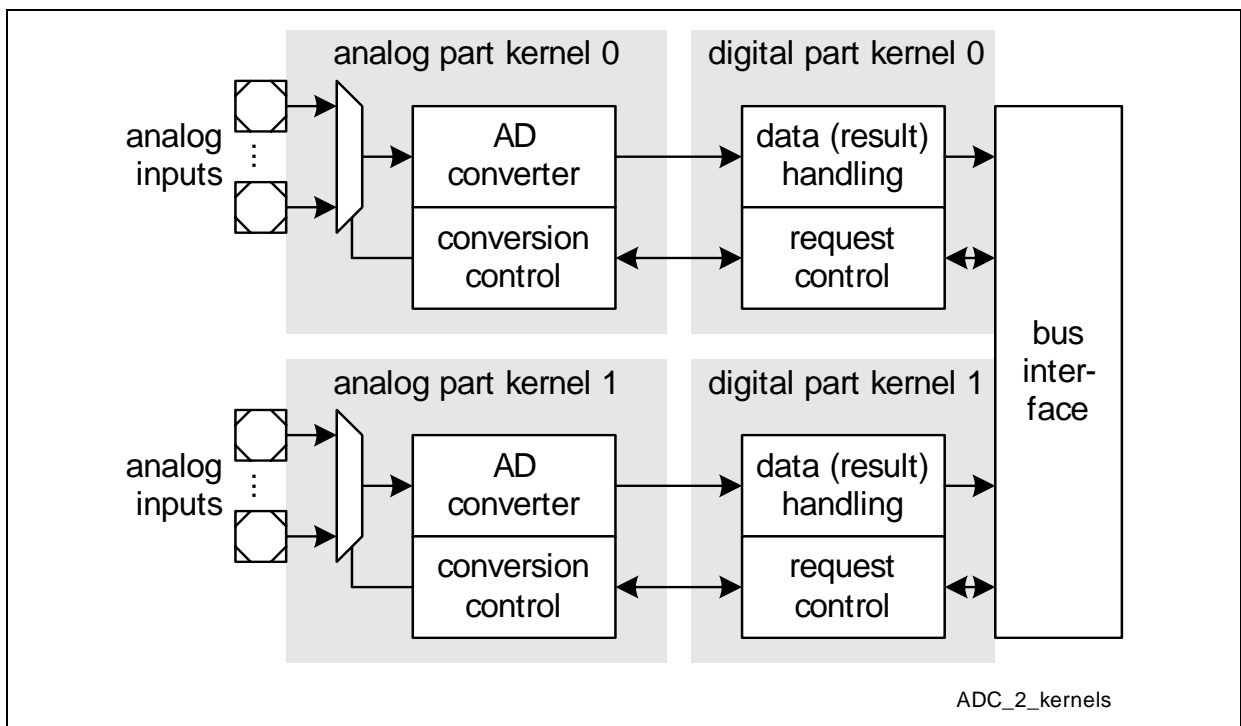 analog part kernel 0
digital part kernel 0
analog
inputs
...
AD
converter
conversion
control
data (result)
handling
request
control
bus
inter-
face
analog part kernel 1
digital part kernel 1
analog
inputs
...
AD
converter
conversion
control
data (result)
handling
request
control
ADC_2_kernels